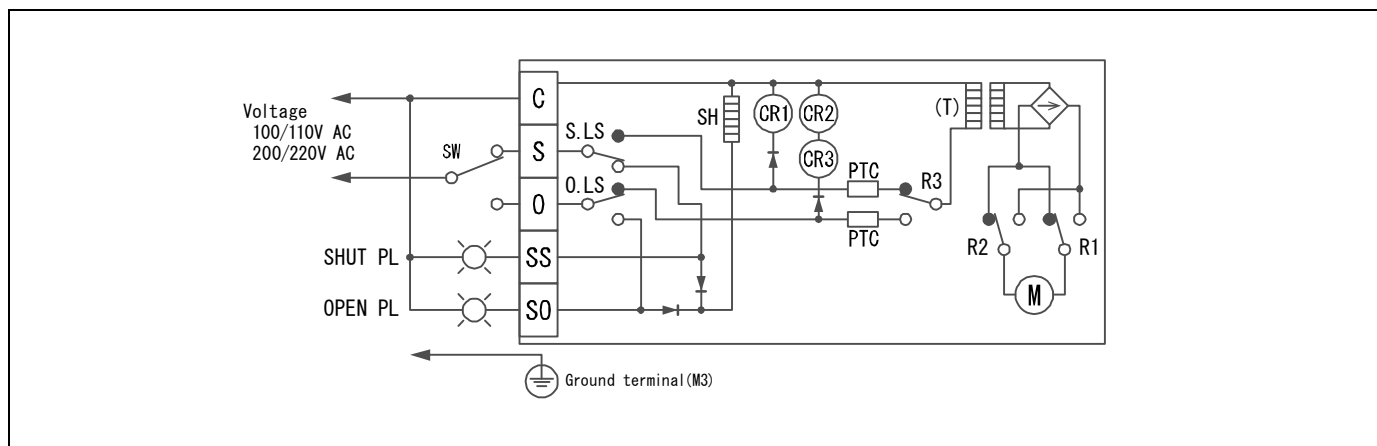 Voltage
100/110V AC
200/220V AC
SW
SHUT PL
OPEN PL
C
S
O
SS
SO
S.LS
O.LS
SH
CR1
CR2
CR3
PTC
PTC
R3
(T)
R2
R1
M
Ground terminal(M3)